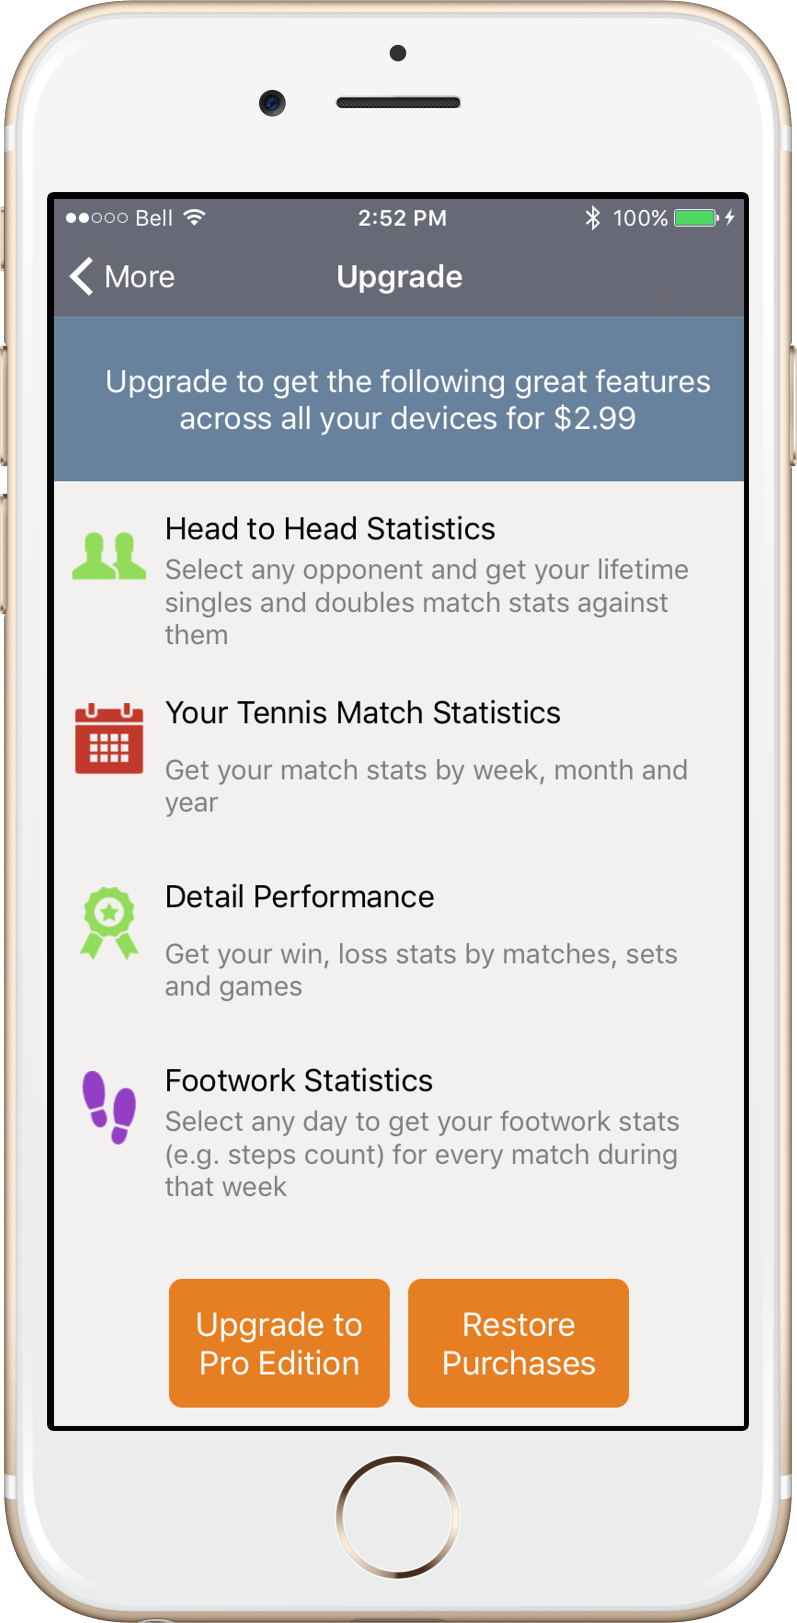 Bell 2:52 PM 100%
More Upgrade
Upgrade to get the following great features
across all your devices for $2.99
Head to Head Statistics
Select any opponent and get your lifetime
singles and doubles match stats against
them
Your Tennis Match Statistics
Get your match stats by week, month and
year
Detail Performance
Get your win, loss stats by matches, sets
and games
Footwork Statistics
Select any day to get your footwork stats
(e.g. steps count) for every match during
that week
Upgrade to
Pro Edition
Restore
Purchases